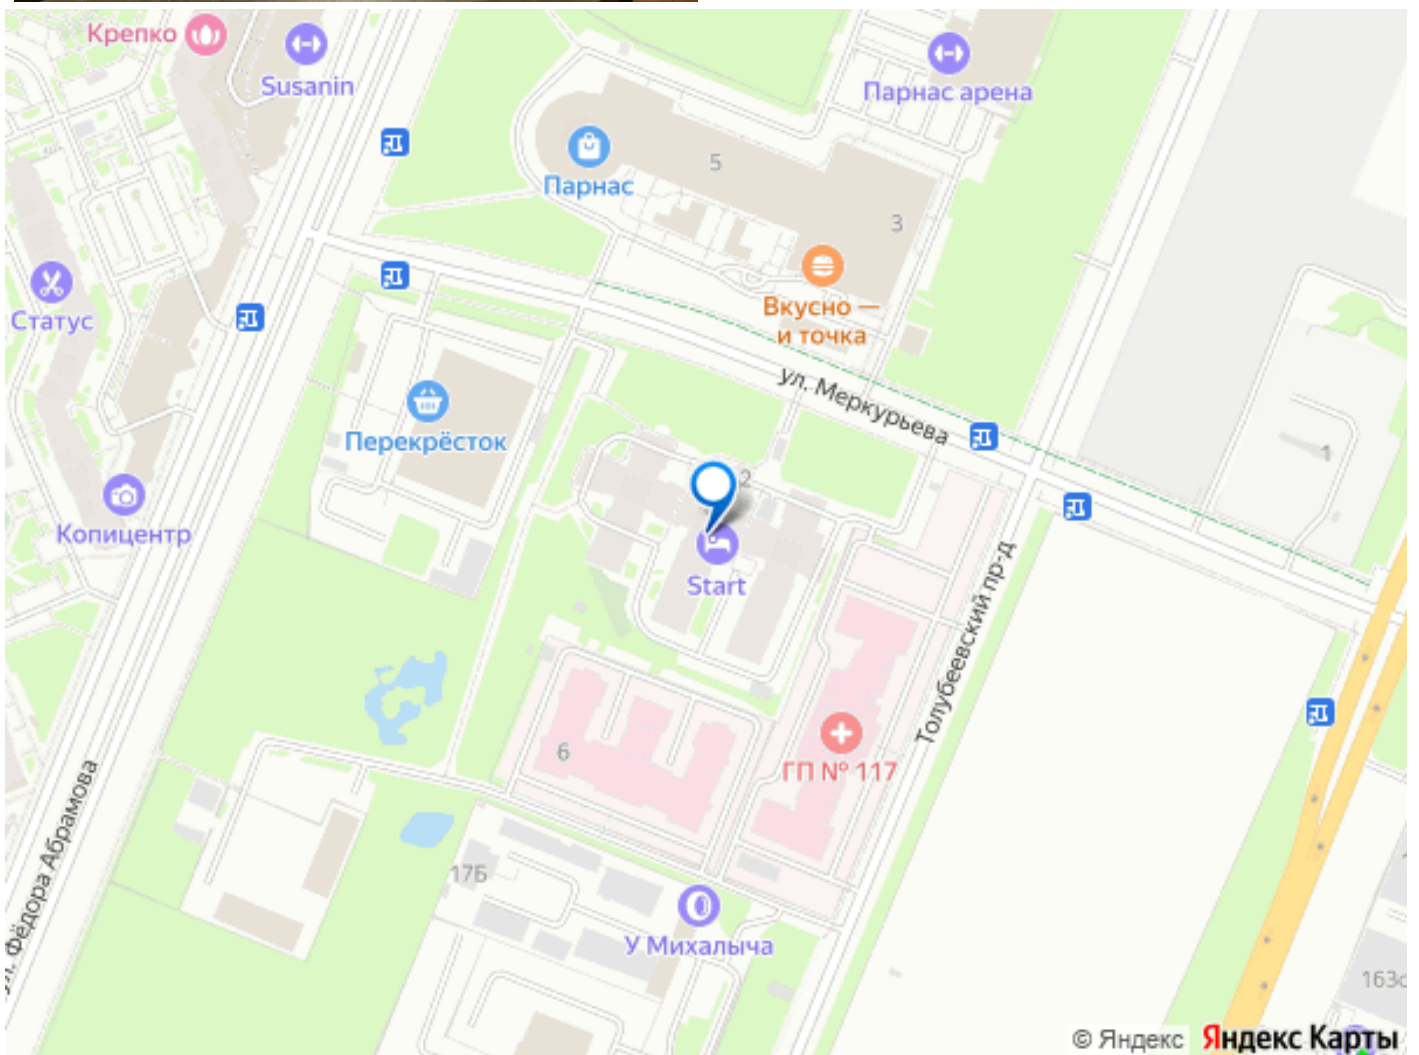 Крепко
Susanin
Парнас арена
5
Парнас
3
Вкусно —
и точка
Статус
ул. Меркурьева
Перекрёсток
1
2
Копицентр
Start
Толубеевский пр-д
6
ГП № 117
ул. Фёдора Абрамова
17Б
У Михалыча
163с
© Яндекс Яндекс Карты